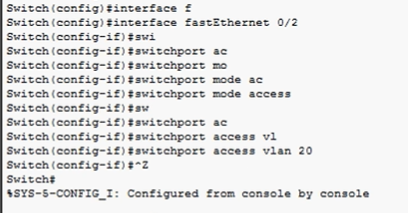 Switch(config)#interface f
Switch(config)#interface fastEthernet 0/2
Switch(config-if)#swi
Switch(config-if)#switchport ac
Switch(config-if)#switchport mo
Switch(config-if)#switchport mode ac
Switch(config-if)#switchport mode access
Switch(config-if)#sw
Switch(config-if)#switchport ac
Switch(config-if)#switchport access vl
Switch(config-if)#switchport access vlan 20
Switch(config-if)#^Z
Switch#
%SYS-5-CONFIG_I: Configured from console by console